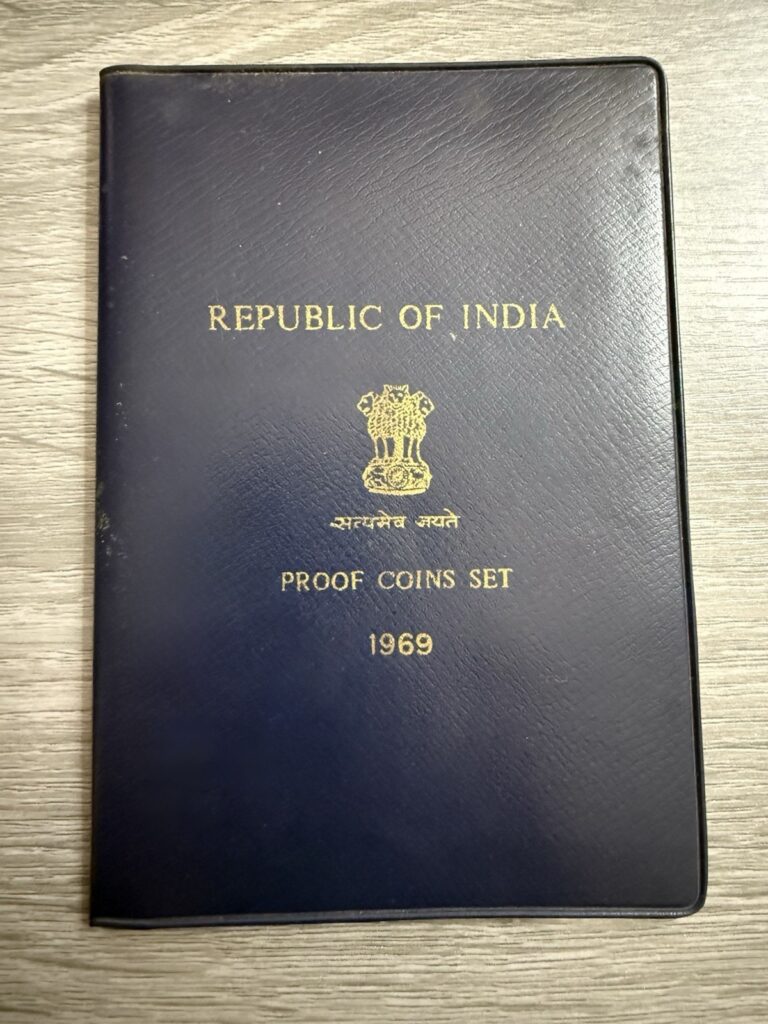 REPUBLIC OF INDIA
सत्यमेव जयते
PROOF COINS SET
1969